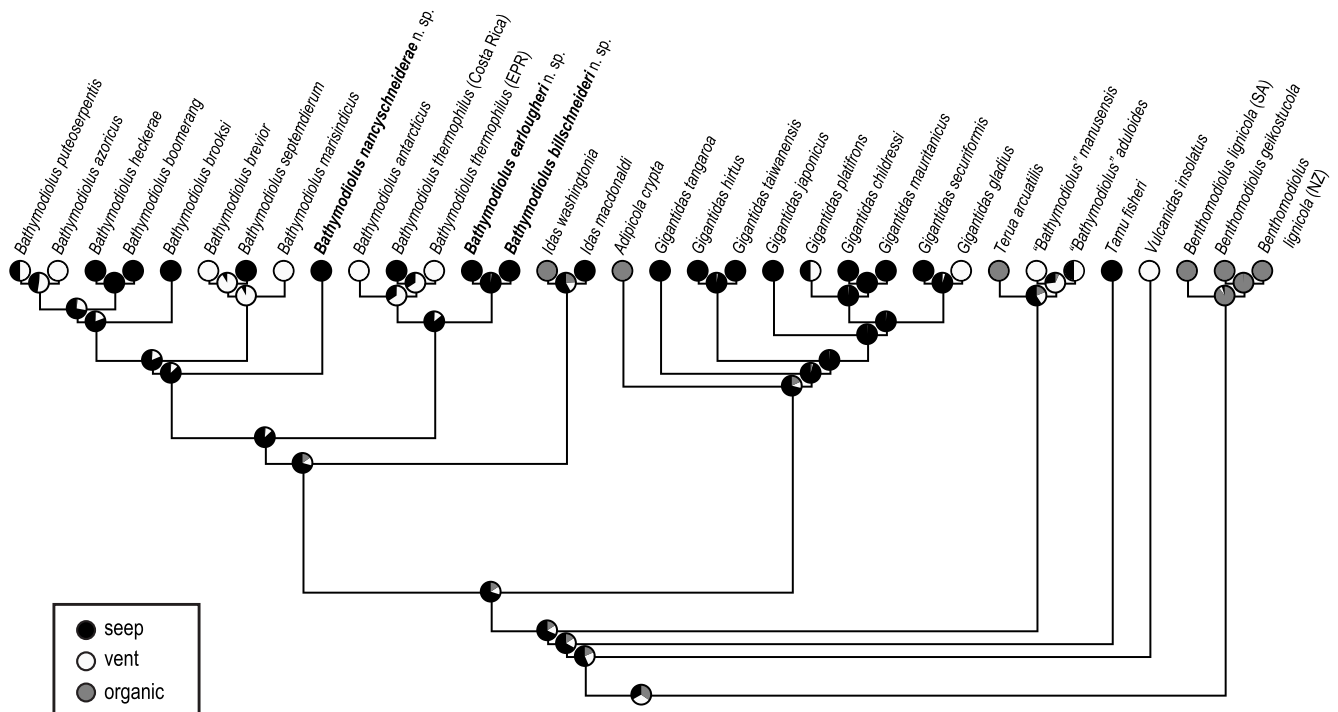 Bathymodiolus puteoserpentis
Bathymodiolus azoricus
Bathymodiolus heckerae
Bathymodiolus boomerang
Bathymodiolus brooksi
Bathymodiolus brevior
Bathymodiolus septemdierum
Bathymodiolus marisindicus
Bathymodiolus nancyschneiderae n. sp.
Bathymodiolus antarcticus
Bathymodiolus thermophilus (Costa Rica)
Bathymodiolus thermophilus (EPR)
Bathymodiolus earlougheri n. sp.
Bathymodiolus billschneideri n. sp.
Idas washingtonia
Idas macdonaldi
Adipicola crypta
Gigantidas tangaroa
Gigantidas hirtus
Gigantidas taiwanensis
Gigantidas japonicus
Gigantidas platifrons
Gigantidas childressi
Gigantidas mauritanicus
Gigantidas securiformis
Gigantidas gladius
Terua arcuatilis
"Bathymodiolus" manusensis
"Bathymodiolus" aduloides
Tamu fisheri
Vulcanidas insolatus
Benthomodiolus lignicola (SA)
Benthomodiolus geikostucola
Benthomodiolus
lignicola (NZ)
seep
vent
organic